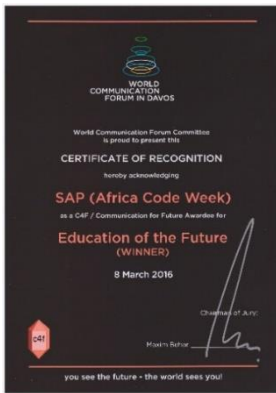 WORLD
COMMUNICATION
FORUM IN DAVOS
World Communication Forum Committee
is proud to present this
CERTIFICATE OF RECOGNITION
hereby acknowledging
SAP (Africa Code Week)
as a C4F / Communication for Future Awardee for
Education of the Future
(WINNER)
8 March 2016
Chairman of Jury:
Maxim Behar
c4f
you see the future - the world sees you!